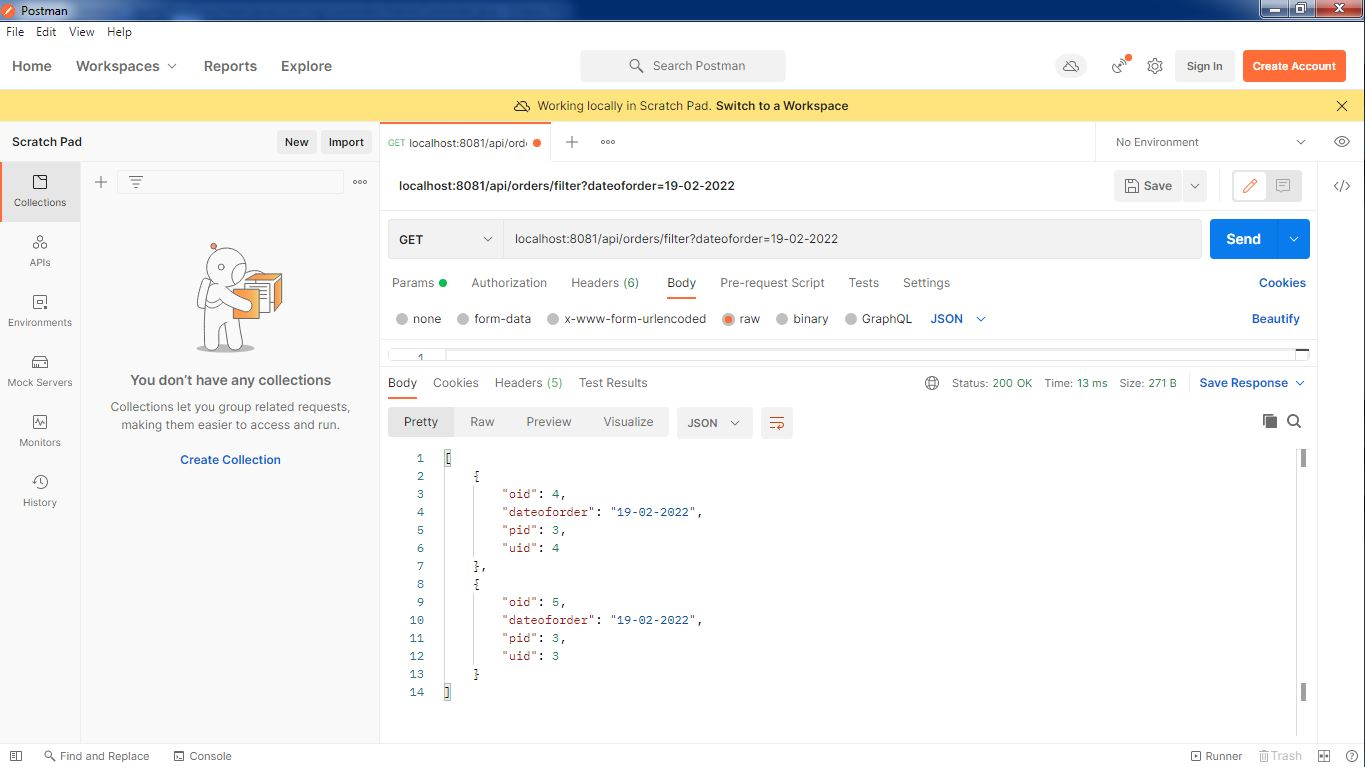 Postman
File Edit View Help
Home Workspaces Reports Explore Search Postman Sign In Create Account
Working locally in Scratch Pad. Switch to a Workspace
Scratch Pad New Import GET localhost:8081/api/ord No Environment
localhost:8081/api/orders/filter?dateoforder=19-02-2022 Save
Collections
APIs
Environments
Mock Servers
Monitors
History
You don't have any collections
Collections let you group related requests,
making them easier to access and run.
Create Collection
GET localhost:8081/api/orders/filter?dateoforder=19-02-2022 Send
Params Authorization Headers (6) Body Pre-request Script Tests Settings Cookies
none form-data x-www-form-urlencoded raw binary GraphQL JSON Beautify
1
Body Cookies Headers (5) Test Results Status: 200 OK Time: 13 ms Size: 271 B Save Response
Pretty Raw Preview Visualize JSON
1 [
2 {
3 "oid": 4,
4 "dateoforder": "19-02-2022",
5 "pid": 3,
6 "uid": 4
7 },
8 {
9 "oid": 5,
10 "dateoforder": "19-02-2022",
11 "pid": 3,
12 "uid": 3
13 }
14 ]
Find and Replace Console Runner Trash